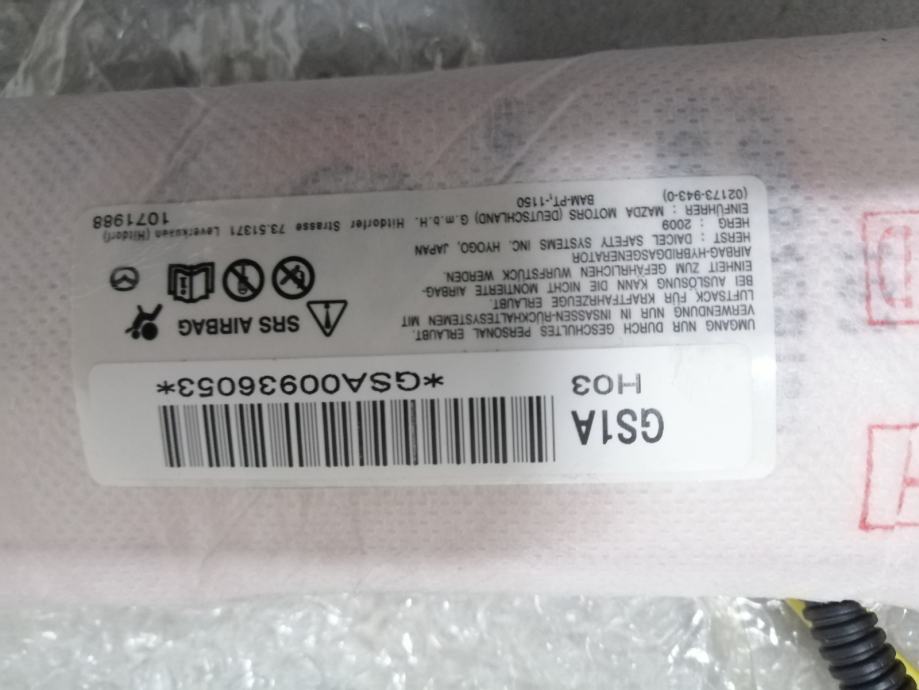 GS1A
H03
*GSA00936053*
UMGANG NUR DURCH GESCHULTES PERSONAL ERLAUBT.
VERWENDUNG NUR IN INSASSEN-RÜCKHALTESYSTEMEN MIT
LUFTSACK FÜR KRAFTFAHRZEUGE ERLAUBT.
BEI AUSLÖSUNG KANN DIE NICHT MONTIERTE AIRBAG-
EINHEIT ZUM GEFÄHRLICHEN WURFSTÜCK WERDEN.
AIRBAG-HYBRIDGASGENERATOR
HERST : DAICEL SAFETY SYSTEMS INC. HYOGO, JAPAN
HERG : 2009
EINFÜHRER : MAZDA MOTORS (DEUTSCHLAND) G.m.b.H. Hitdorfer Strasse 73.51371 Leverkusen (Hitdorf)
(02173-943-0)
BAM-PT₁-1150
1071988
SRS AIRBAG